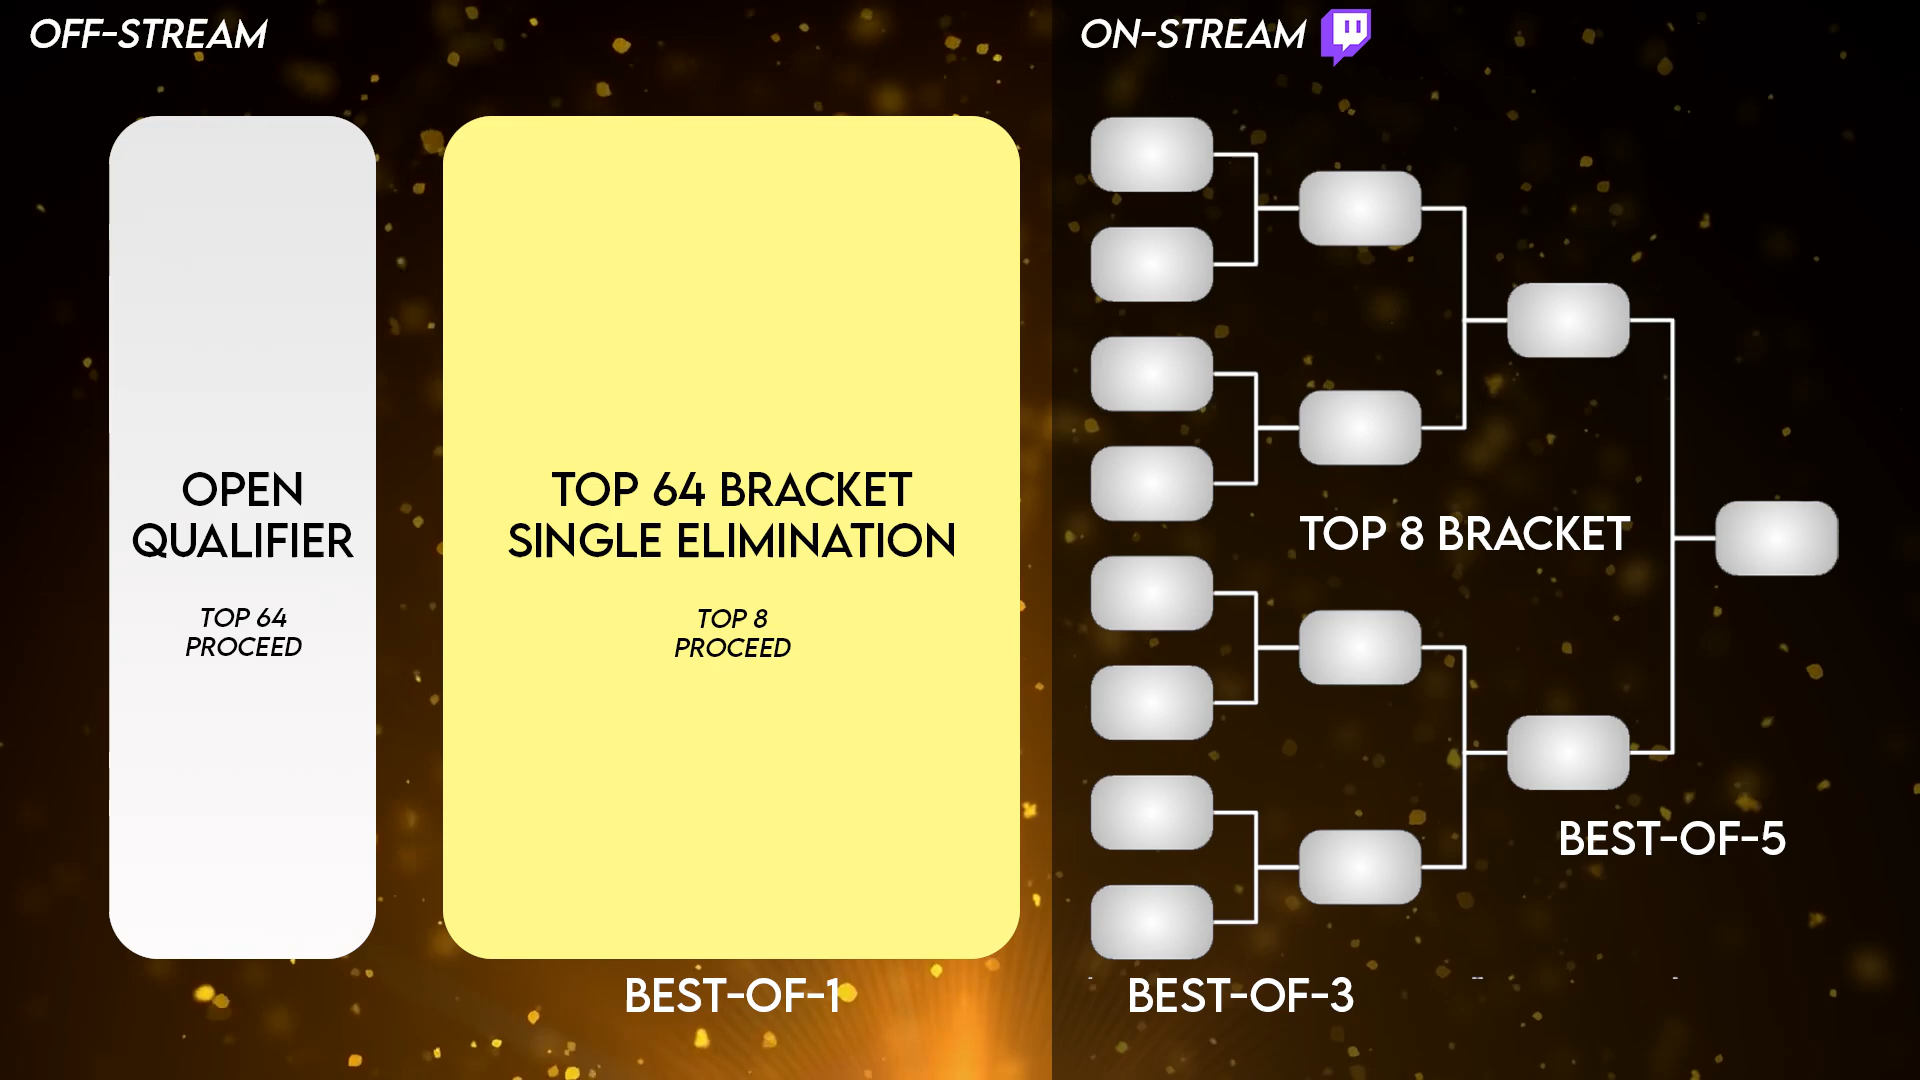 OFF-STREAM
ON-STREAM
OPEN
QUALIFIER
TOP 64
PROCEED
TOP 64 BRACKET
SINGLE ELIMINATION
TOP 8
PROCEED
BEST-OF-1
TOP 8 BRACKET
BEST-OF-3
BEST-OF-5